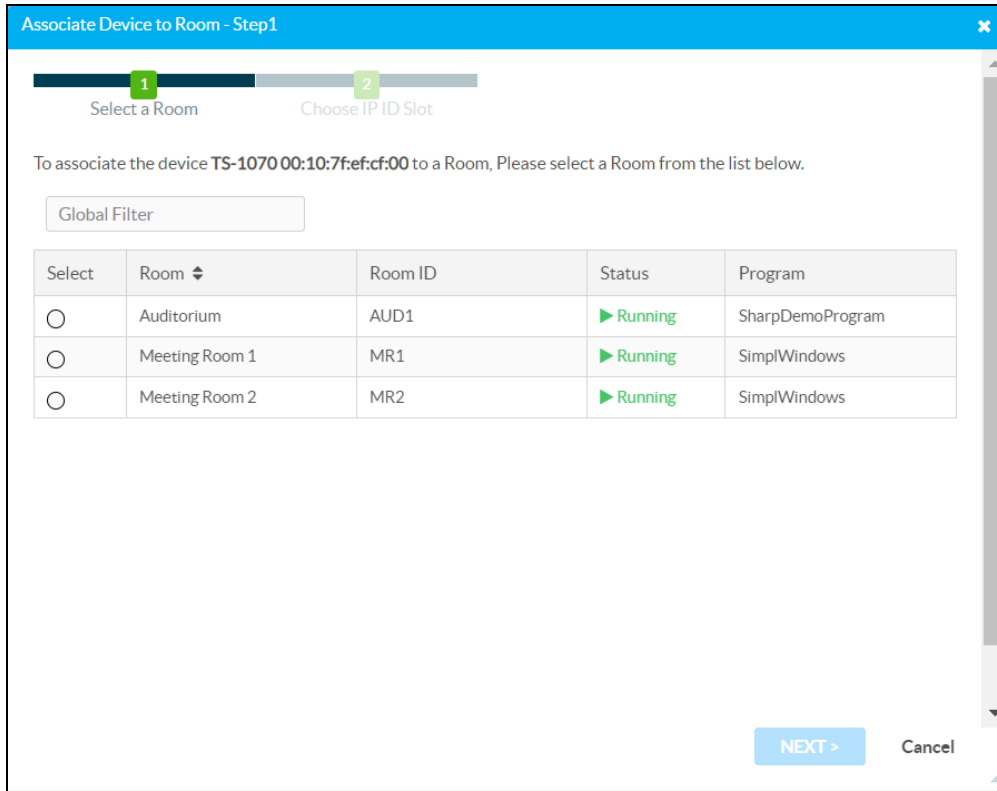 Associate Device to Room - Step1
1 2
Select a Room Choose IP ID Slot
To associate the device TS-1070 00:10:7f:ef:cf:00 to a Room, Please select a Room from the list below.
Global Filter
Select Room Room ID Status Program
Auditorium AUD1 Running SharpDemoProgram
Meeting Room 1 MR1 Running SimplWindows
Meeting Room 2 MR2 Running SimplWindows
NEXT > Cancel